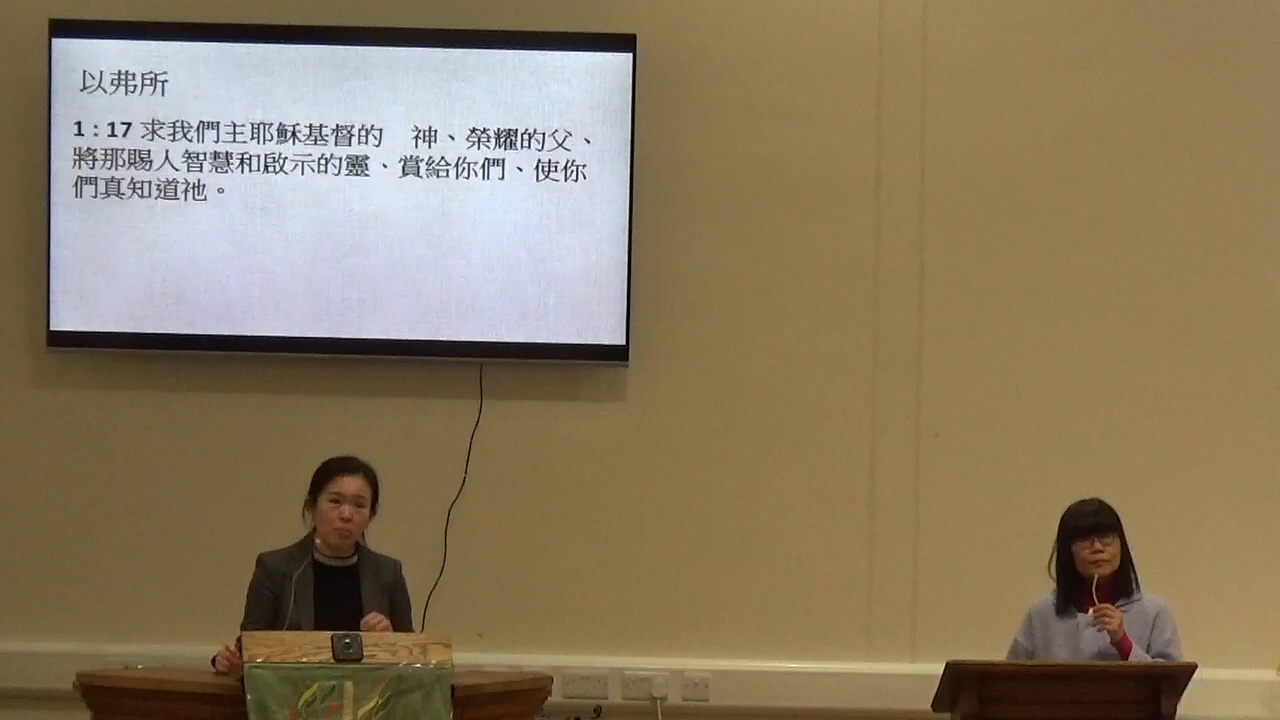 以弗所
1 : 17 求我們主耶穌基督的　神、榮耀的父、
將那賜人智慧和啟示的靈、賞給你們、使你
們真知道祂。